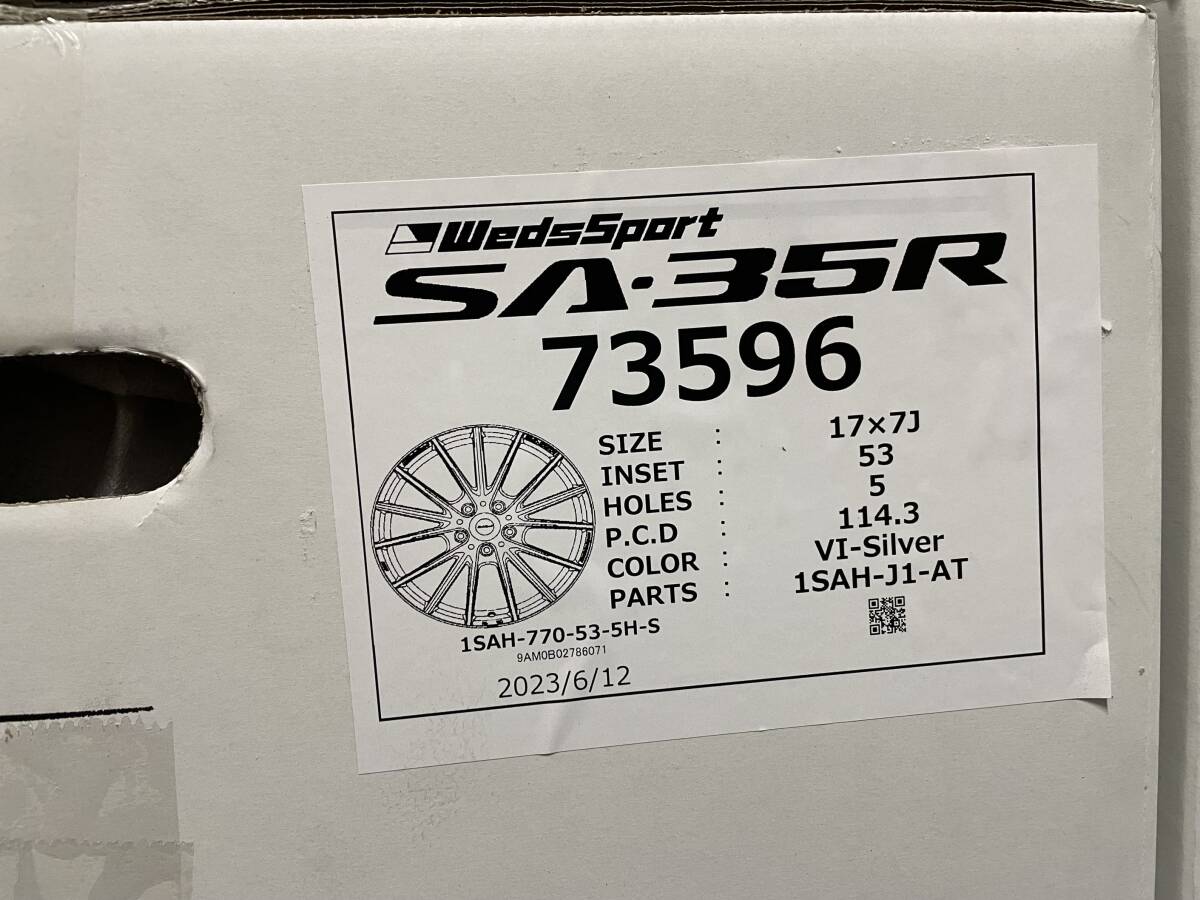 WedsSport
SA-35R
73596
SIZE : 17×7J
INSET : 53
HOLES : 5
P.C.D : 114.3
COLOR : VI-Silver
PARTS : 1SAH-J1-AT
1SAH-770-53-5H-S
9AM0B02786071
2023/6/12